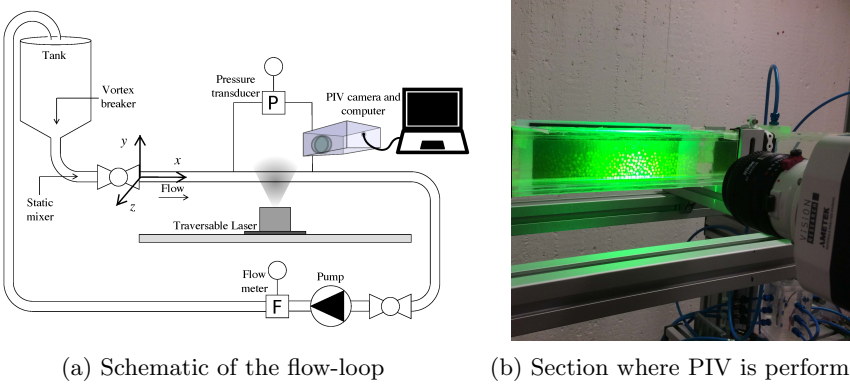 Tank
Vortex
breaker
Pressure
transducer
P
PIV camera and
computer
y
x
z
Flow
Static
mixer
Traversable Laser
Flow
meter
F
Pump
VISION
AMETEK
(a) Schematic of the flow-loop
(b) Section where PIV is perform